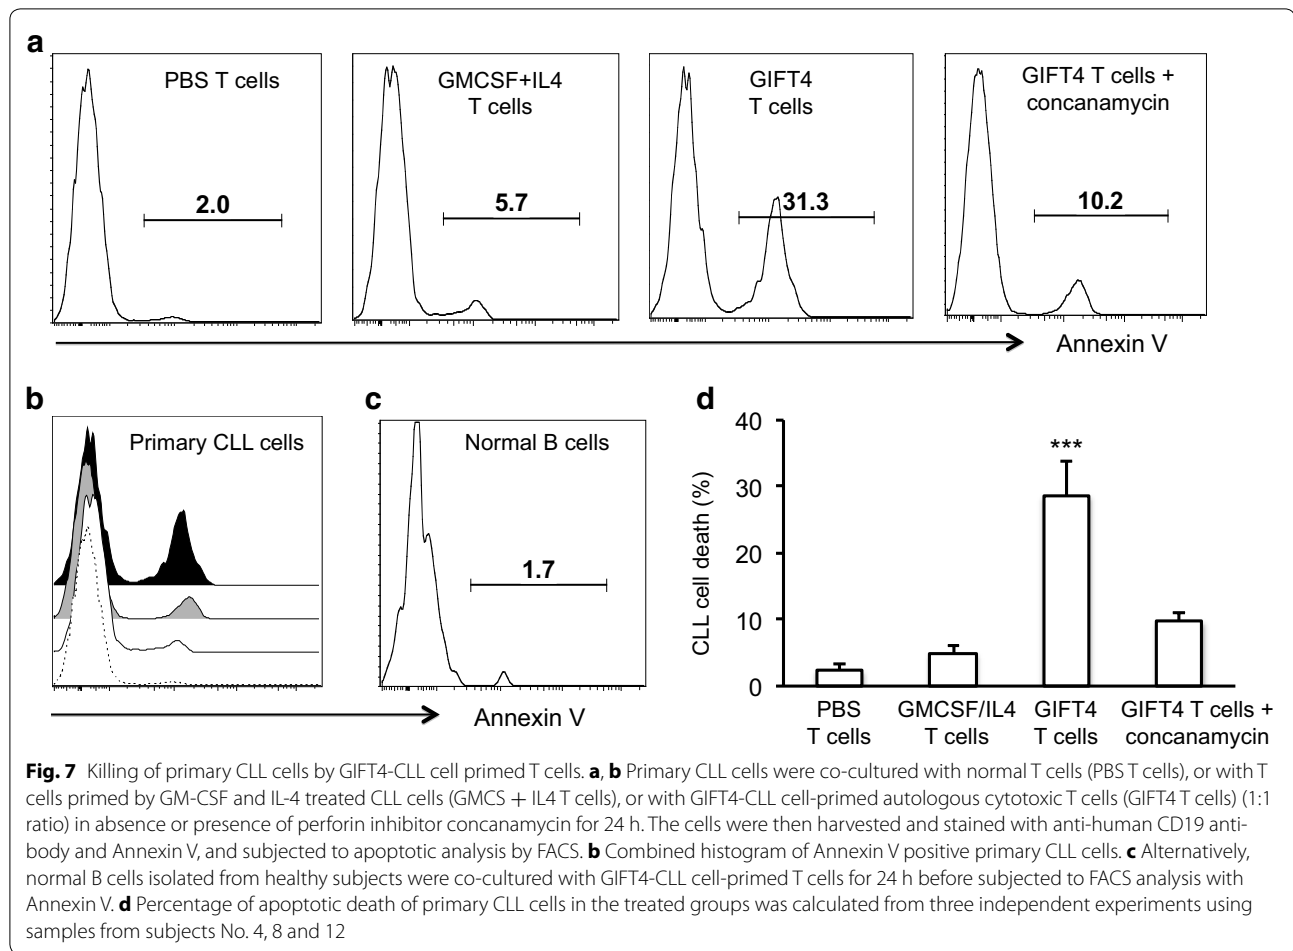 a
PBS T cells
GMCSF+IL4
T cells
GIFT4
T cells
GIFT4 T cells +
concanamycin
2.0
5.7
31.3
10.2
Annexin V
b
Primary CLL cells
c
Normal B cells
1.7
Annexin V
d
CLL cell death (%)
40
30
20
10
0
***
PBS
T cells
GMCSF/IL4
T cells
GIFT4
T cells
GIFT4 T cells +
concanamycin
Fig. 7 Killing of primary CLL cells by GIFT4-CLL cell primed T cells. a, b Primary CLL cells were co-cultured with normal T cells (PBS T cells), or with T
cells primed by GM-CSF and IL-4 treated CLL cells (GMCS + IL4 T cells), or with GIFT4-CLL cell-primed autologous cytotoxic T cells (GIFT4 T cells) (1:1
ratio) in absence or presence of perforin inhibitor concanamycin for 24 h. The cells were then harvested and stained with anti-human CD19 anti-
body and Annexin V, and subjected to apoptotic analysis by FACS. b Combined histogram of Annexin V positive primary CLL cells. c Alternatively,
normal B cells isolated from healthy subjects were co-cultured with GIFT4-CLL cell-primed T cells for 24 h before subjected to FACS analysis with
Annexin V. d Percentage of apoptotic death of primary CLL cells in the treated groups was calculated from three independent experiments using
samples from subjects No. 4, 8 and 12